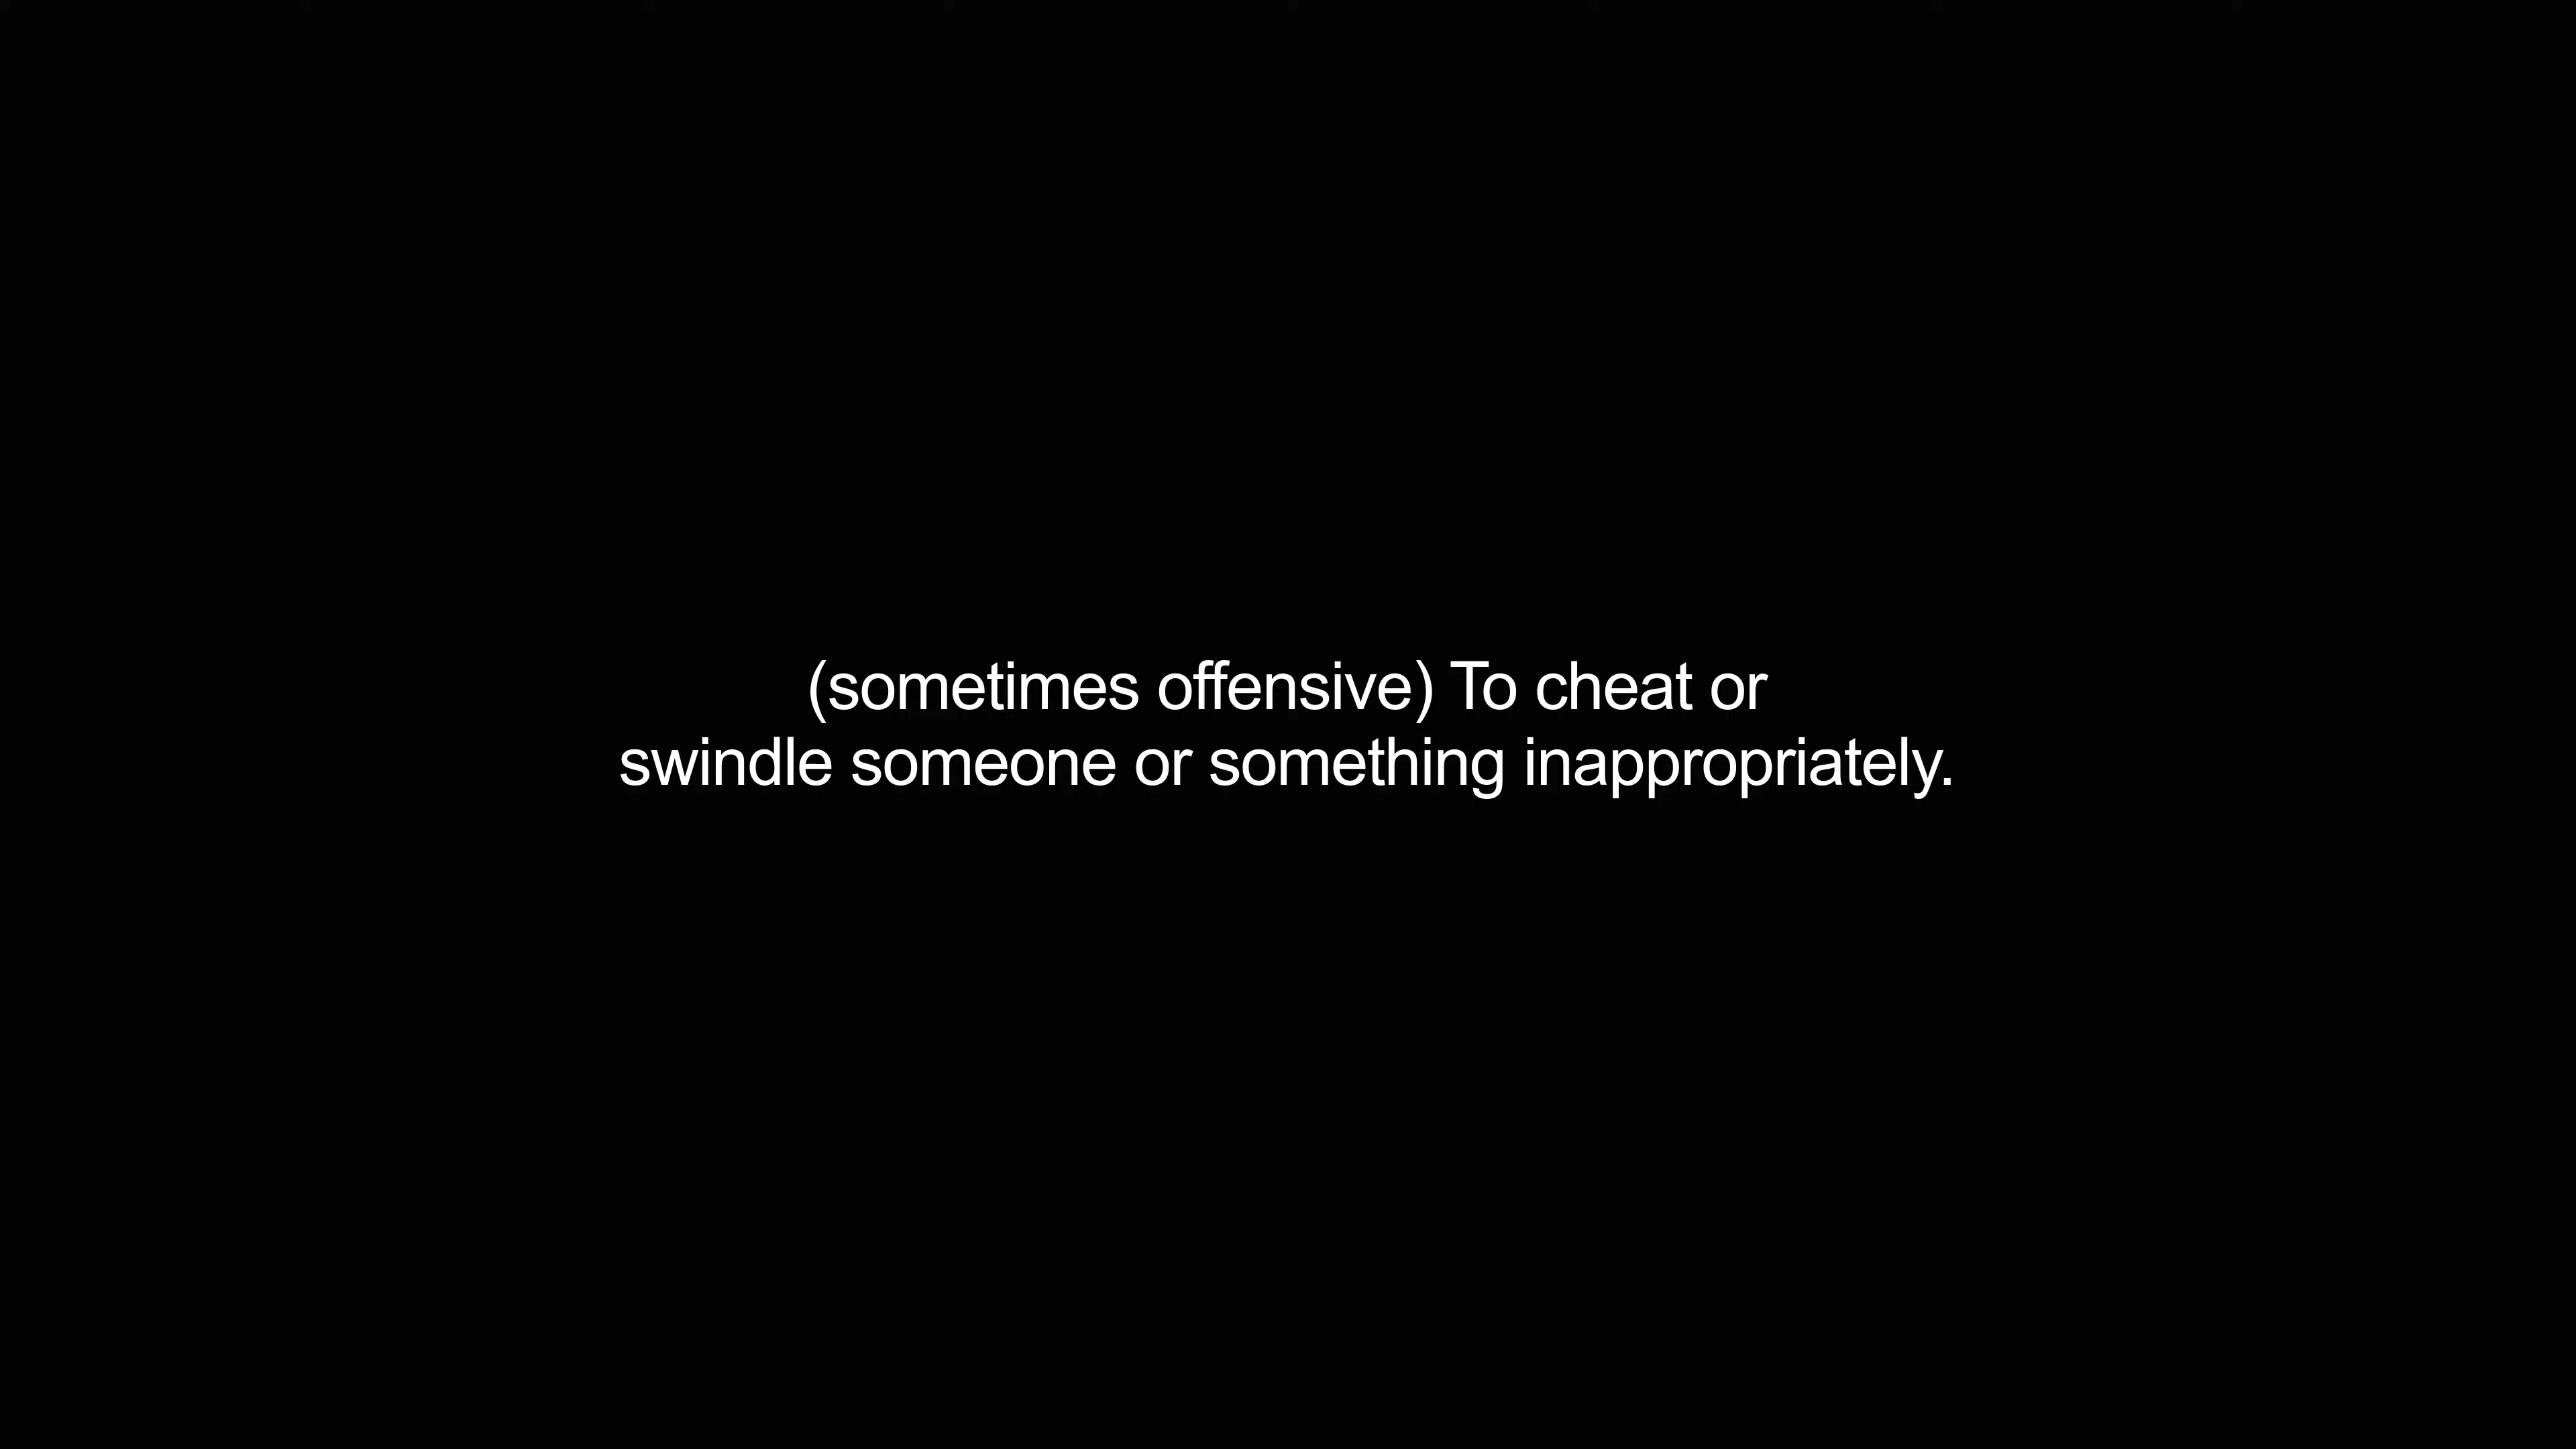 (sometimes offensive) To cheat or
swindle someone or something inappropriately.